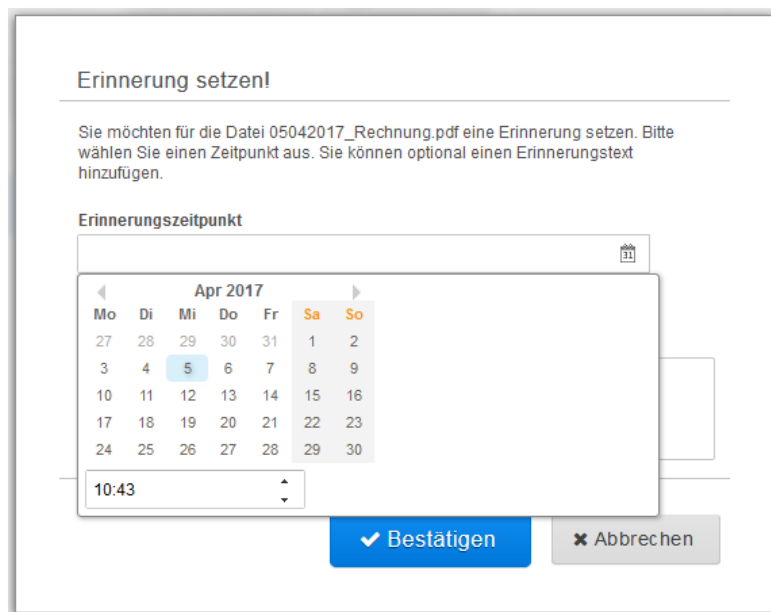 Erinnerung setzen!
Sie möchten für die Datei 05042017_Rechnung.pdf eine Erinnerung setzen. Bitte
wählen Sie einen Zeitpunkt aus. Sie können optional einen Erinnerungstext
hinzufügen.
Erinnerungszeitpunkt
31
Apr 2017
Mo Di Mi Do Fr Sa So
27 28 29 30 31 1 2
3 4 5 6 7 8 9
10 11 12 13 14 15 16
17 18 19 20 21 22 23
24 25 26 27 28 29 30
10:43
Bestätigen Abbrechen